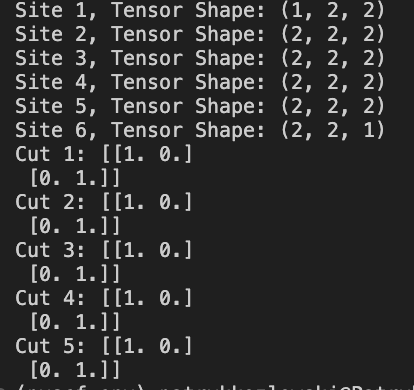 Site 1, Tensor Shape: (1, 2, 2)
Site 2, Tensor Shape: (2, 2, 2)
Site 3, Tensor Shape: (2, 2, 2)
Site 4, Tensor Shape: (2, 2, 2)
Site 5, Tensor Shape: (2, 2, 2)
Site 6, Tensor Shape: (2, 2, 1)
Cut 1: [[1. 0.]
 [0. 1.]]
Cut 2: [[1. 0.]
 [0. 1.]]
Cut 3: [[1. 0.]
 [0. 1.]]
Cut 4: [[1. 0.]
 [0. 1.]]
Cut 5: [[1. 0.]
 [0. 1.]]